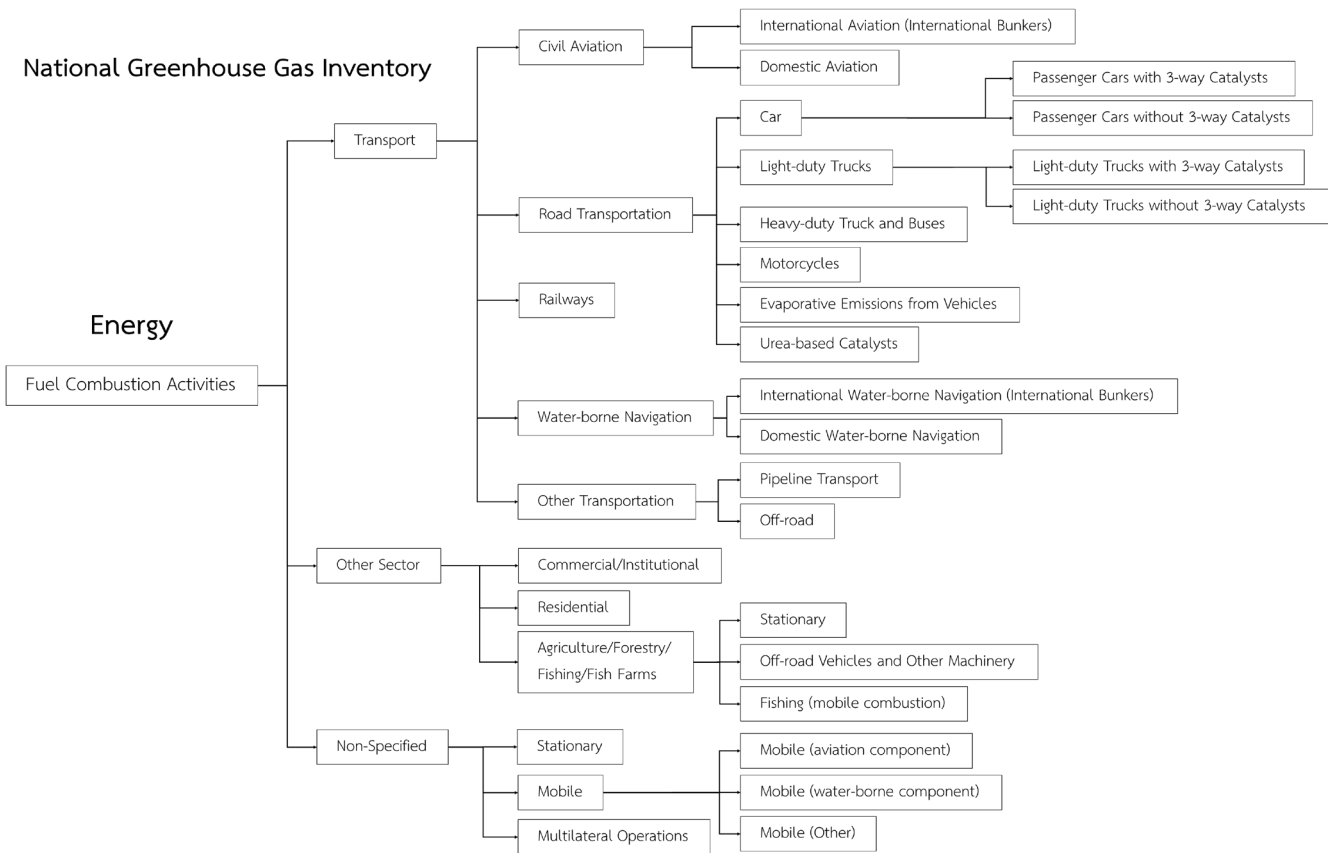 National Greenhouse Gas Inventory
Energy
Fuel Combustion Activities
Transport
Civil Aviation
International Aviation (International Bunkers)
Domestic Aviation
Road Transportation
Car
Passenger Cars with 3-way Catalysts
Passenger Cars without 3-way Catalysts
Light-duty Trucks
Light-duty Trucks with 3-way Catalysts
Light-duty Trucks without 3-way Catalysts
Heavy-duty Truck and Buses
Motorcycles
Evaporative Emissions from Vehicles
Urea-based Catalysts
Railways
Water-borne Navigation
International Water-borne Navigation (International Bunkers)
Domestic Water-borne Navigation
Other Transportation
Pipeline Transport
Off-road
Other Sector
Commercial/Institutional
Residential
Agriculture/Forestry/
Fishing/Fish Farms
Stationary
Off-road Vehicles and Other Machinery
Fishing (mobile combustion)
Non-Specified
Stationary
Mobile
Mobile (aviation component)
Mobile (water-borne component)
Mobile (Other)
Multilateral Operations